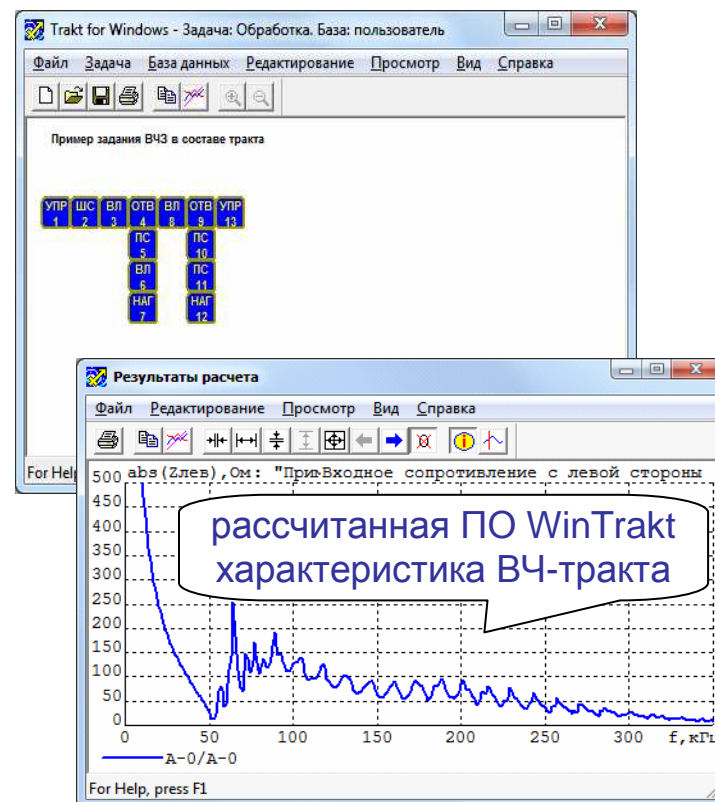 Trakt for Windows - Задача: Обработка. База: пользователь
Файл Задача База данных Редактирование Просмотр Вид Справка
Пример задания ВЧЗ в составе тракта
УПР ШС ВЛ ОТВ ВЛ ОТВ УПР
1 2 3 4 8 9 13
ПС ПС
5 10
ВЛ ПС
6 11
НАГ НАГ
7 12
Результаты расчета
Файл Редактирование Просмотр Вид Справка
For Help
500 abs(Zлев),Ом: "При Входное сопротивление с левой стороны
450
400
350
300
250
200
150
100
50
0
рассчитанная ПО WinTrakt
характеристика ВЧ-тракта
0 50 100 150 200 250 300 f,кГц
A-0/A-0
For Help, press F1